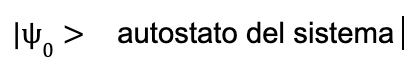 |ψ₀ > autostato del sistema